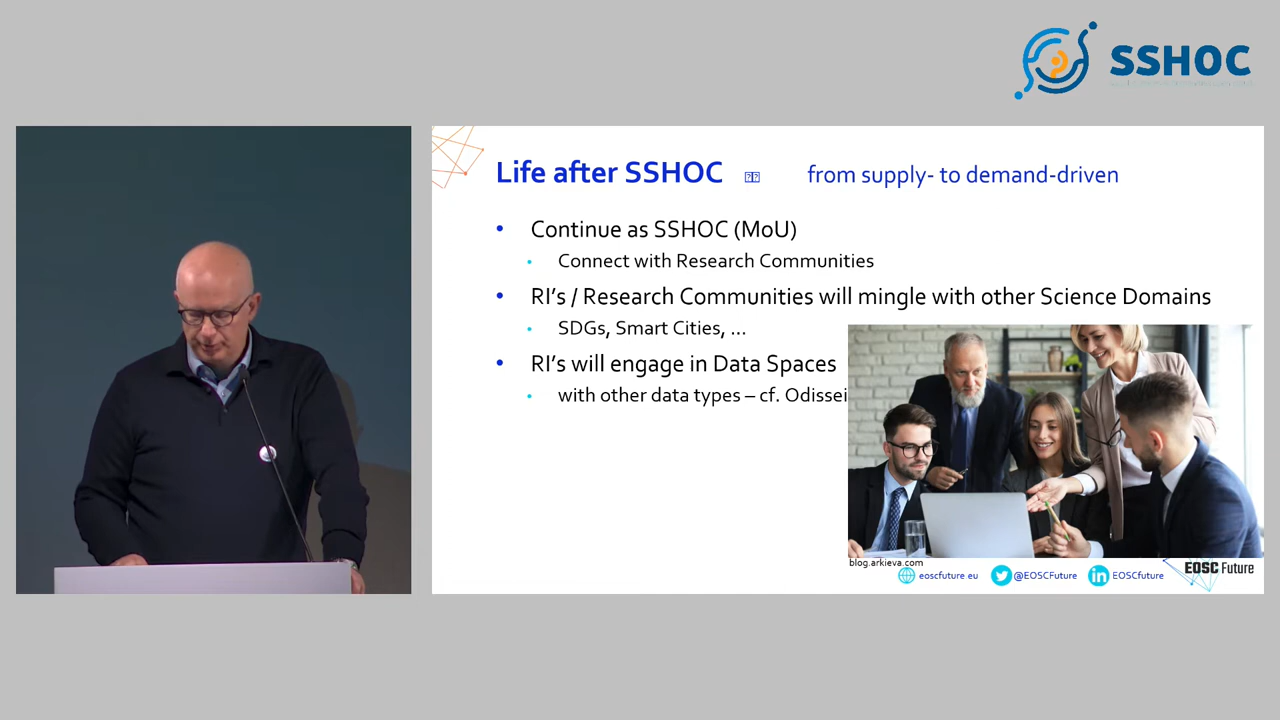 SSHOC
Life after SSHOC from supply- to demand-driven
• Continue as SSHOC (MoU)
• Connect with Research Communities
• RI's / Research Communities will mingle with other Science Domains
• SDGs, Smart Cities, ...
• RI's will engage in Data Spaces
• with other data types – cf. Odissei
blog.arkieva.com
eoscfuture.eu @EOSCFuture EOSCfuture EOSC Future